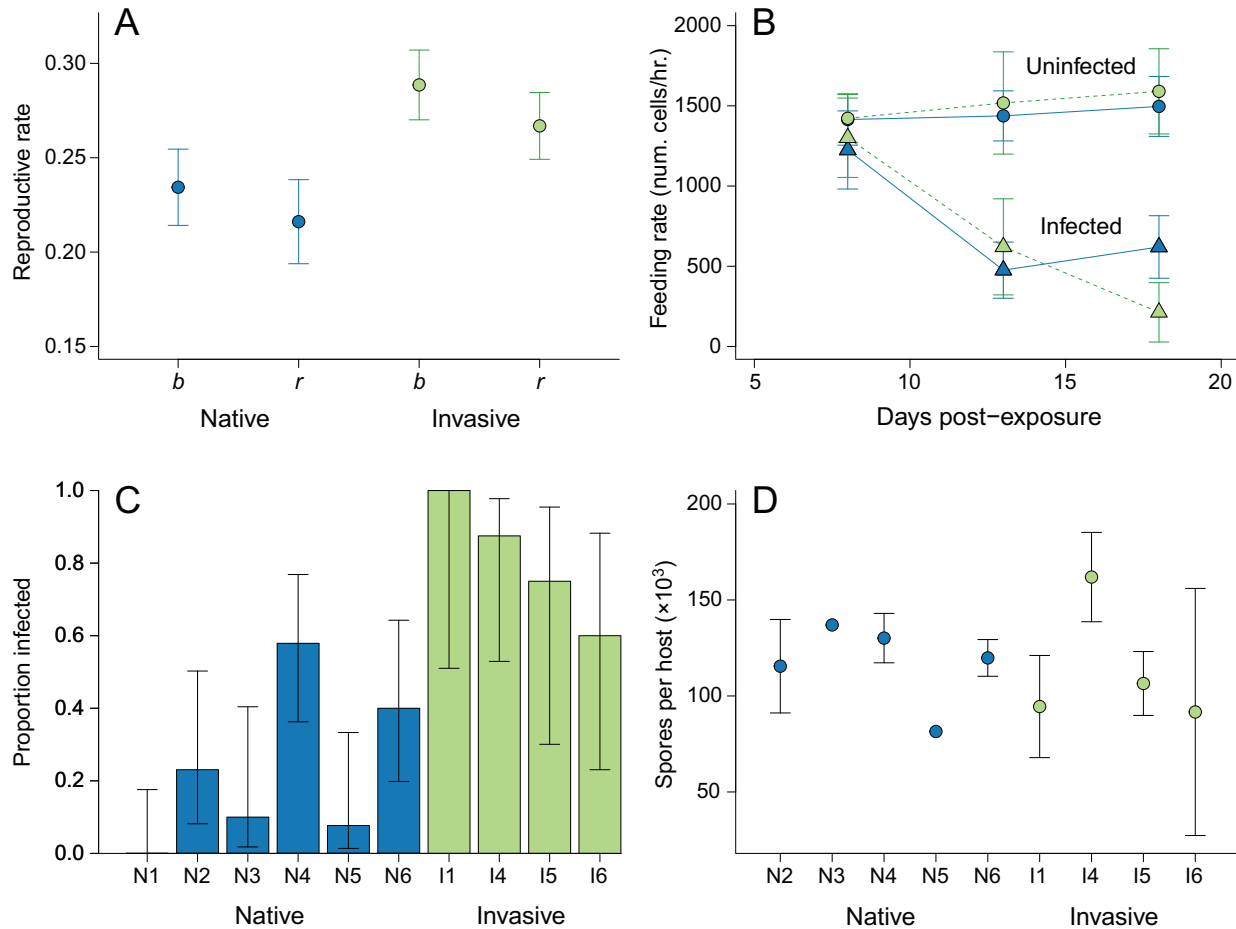 A
Reproductive rate
0.30
0.25
0.20
0.15
b r b r
Native Invasive
B
Feeding rate (num. cells/hr.)
2000
1500
1000
500
0
Uninfected
Infected
5 10 15 20
Days post−exposure
C
Proportion infected
1.0
0.8
0.6
0.4
0.2
0.0
N1 N2 N3 N4 N5 N6 I1 I4 I5 I6
Native Invasive
D
Spores per host (×10³)
200
150
100
50
N2 N3 N4 N5 N6 I1 I4 I5 I6
Native Invasive